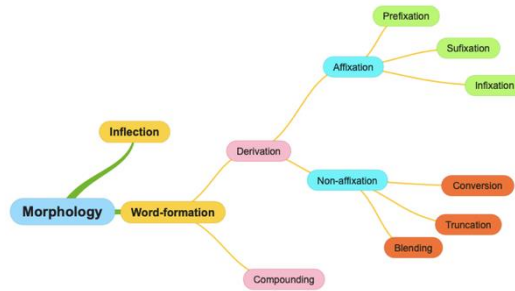 Prefixation
Sufixation
Affixation
Infixation
Inflection
Derivation
Non-affixation
Conversion
Morphology
Word-formation
Truncation
Blending
Compounding